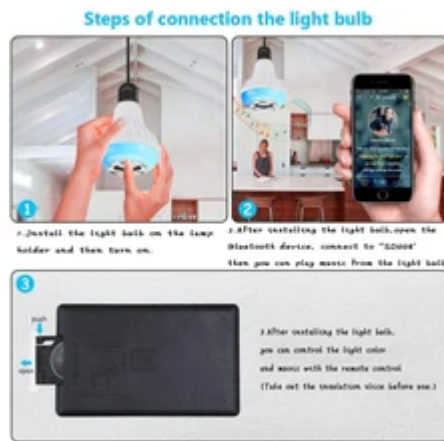 Steps of connection the light bulb
1
1.Install the light bulb on the lamp
holder and then turn on.
2
2.After installing the light bulb,open the
Bluetooth device, connect to
then you can play music from the light bulb
3
push
open
3.After installing the light bulb,
you can control the light color
and music with the remote control
(Take out the insulation before use.)